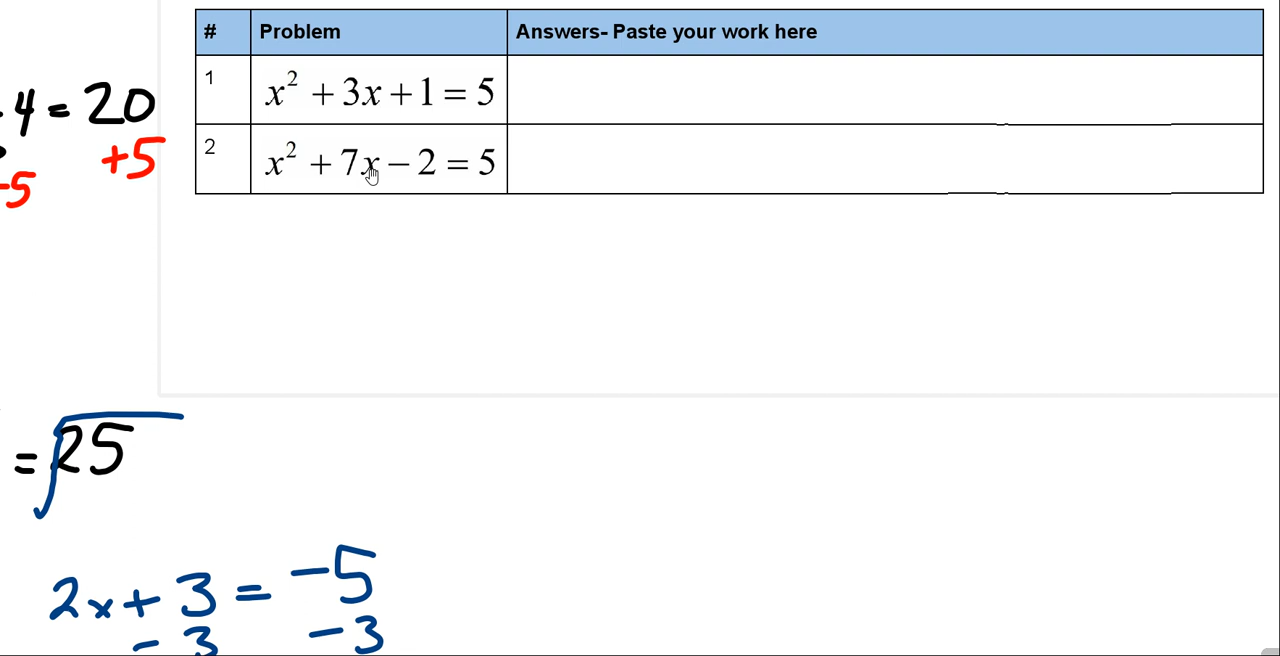 # Problem Answers- Paste your work here
1 x² + 3x + 1 = 5
4 = 20
2 x² + 7x − 2 = 5
+5
-5
= √25
2x + 3 = -5
- 3 - 3